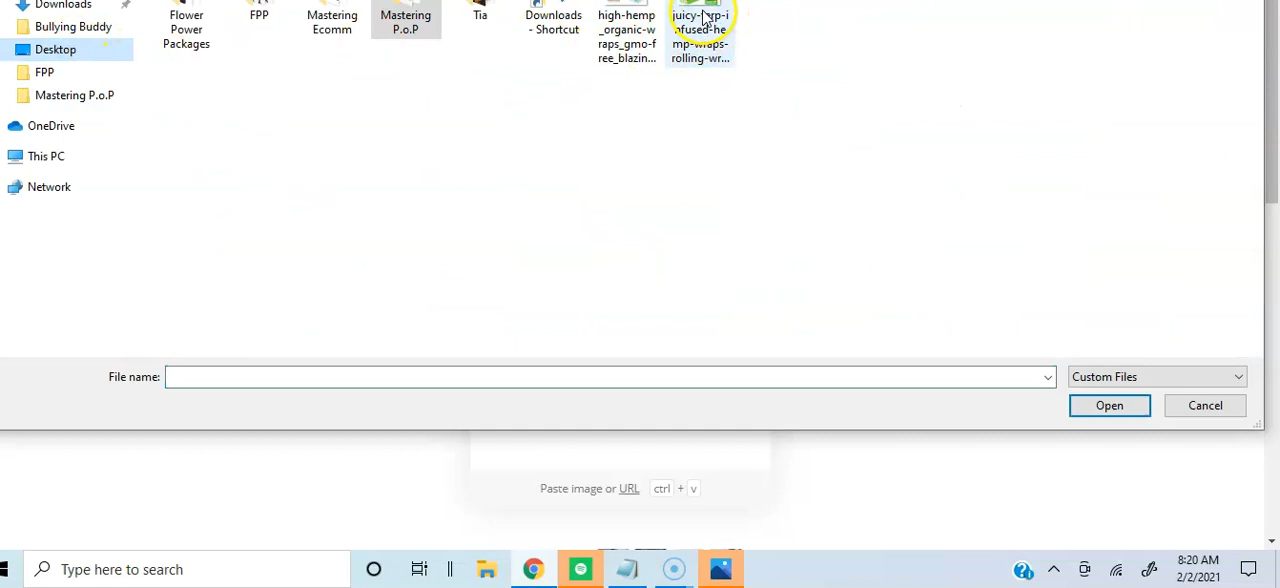 Downloads
Bullying Buddy
Desktop
FPP
Mastering P.o.P
OneDrive
This PC
Network
Flower
Power
Packages
FPP
Mastering
Ecomm
Mastering
P.o.P
Tia
Downloads
- Shortcut
high-hemp
_organic-w
raps_gmo-f
ree_blazin...
juicy-jrp-i
nfused-he
mp-wraps-
rolling-wr...
File name:
Custom Files
Open
Cancel
Paste image or URL ctrl + v
Type here to search
8:20 AM
2/2/2021